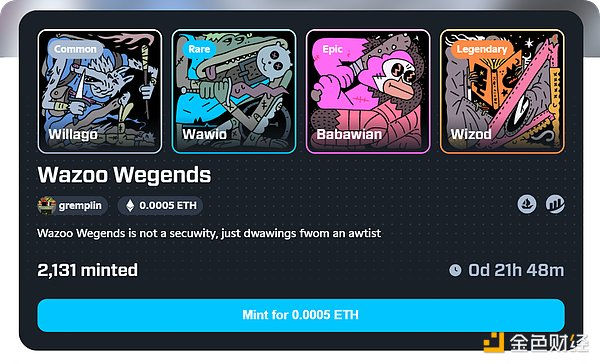 Common
Rare
Epic
Legendary
Willago
Wawlo
Babawian
Wizod
Wazoo Wegends
gremplin
0.0005 ETH
Wazoo Wegends is not a secuwity, just dwawings fwom an awtist
2,131 minted
0d 21h 48m
Mint for 0.0005 ETH
金色财经